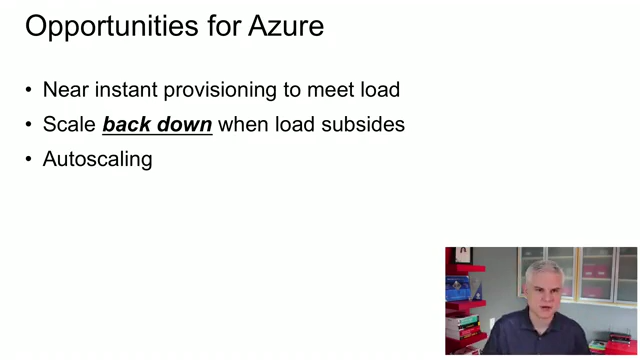 Opportunities for Azure
• Near instant provisioning to meet load
• Scale back down when load subsides
• Autoscaling